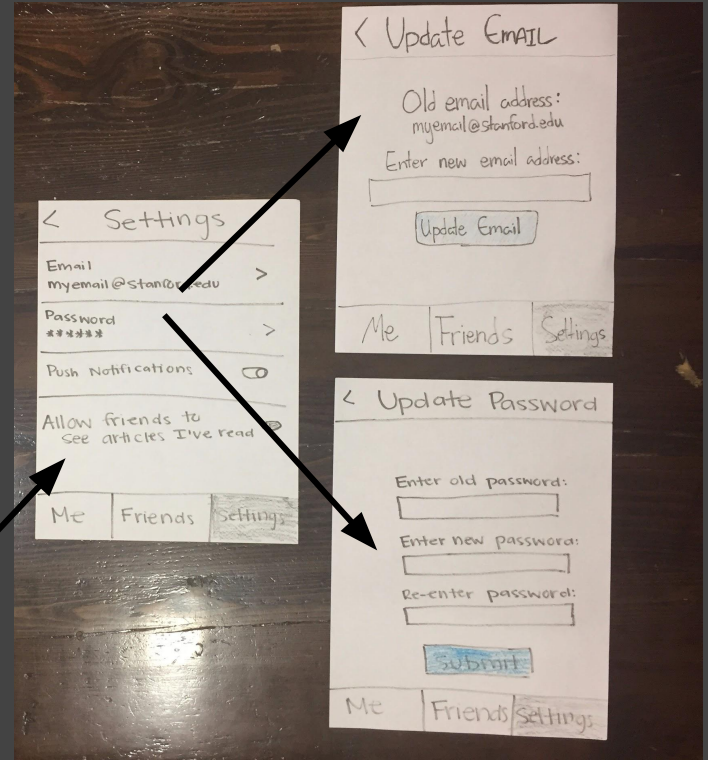 < Settings
Email
myemail@stanford.edu >
Password
****** >
Push Notifications
Allow friends to
see articles I've read
Me Friends Settings
< Update EMAIL
Old email address:
myemail@stanford.edu
Enter new email address:
Update Email
Me Friends Settings
< Update Password
Enter old password:
Enter new password:
Re-enter password:
Submit
Me Friends Settings